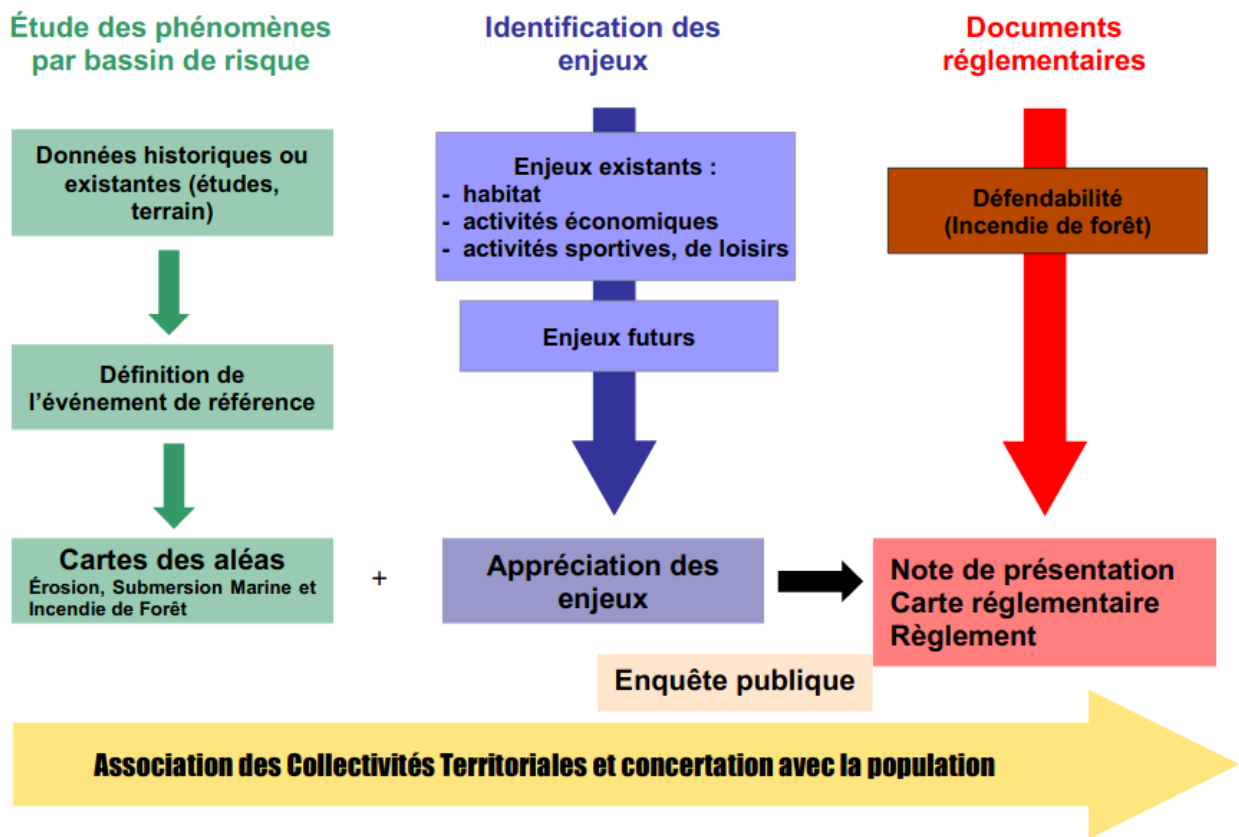 Étude des phénomènes
par bassin de risque
Identification des
enjeux
Documents
réglementaires
Données historiques ou
existantes (études,
terrain)
Définition de
l’événement de référence
Cartes des aléas
Érosion, Submersion Marine et
Incendie de Forêt
+
Enjeux existants :
- habitat
- activités économiques
- activités sportives, de loisirs
Enjeux futurs
Appréciation des
enjeux
Défendabilité
(Incendie de forêt)
Note de présentation
Carte réglementaire
Règlement
Enquête publique
Association des Collectivités Territoriales et concertation avec la population